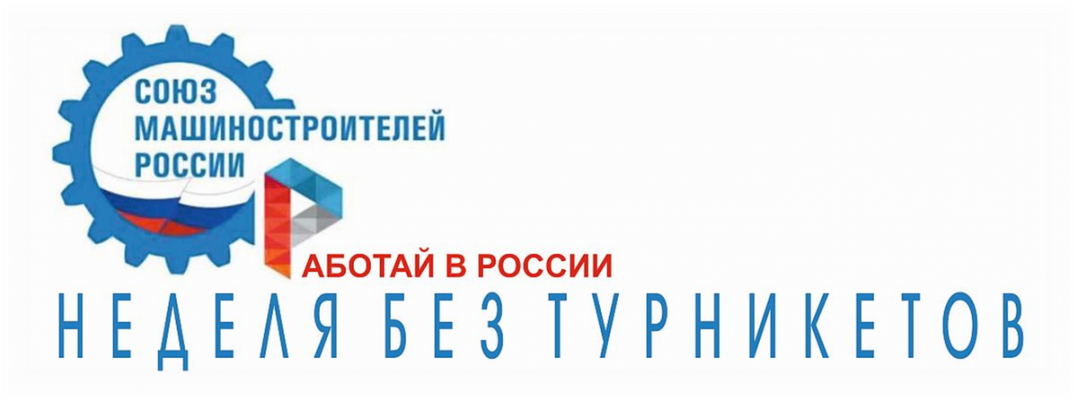 СОЮЗ
МАШИНОСТРОИТЕЛЕЙ
РОССИИ
РАБОТАЙ В РОССИИ
НЕДЕЛЯ БЕЗ ТУРНИКЕТОВ